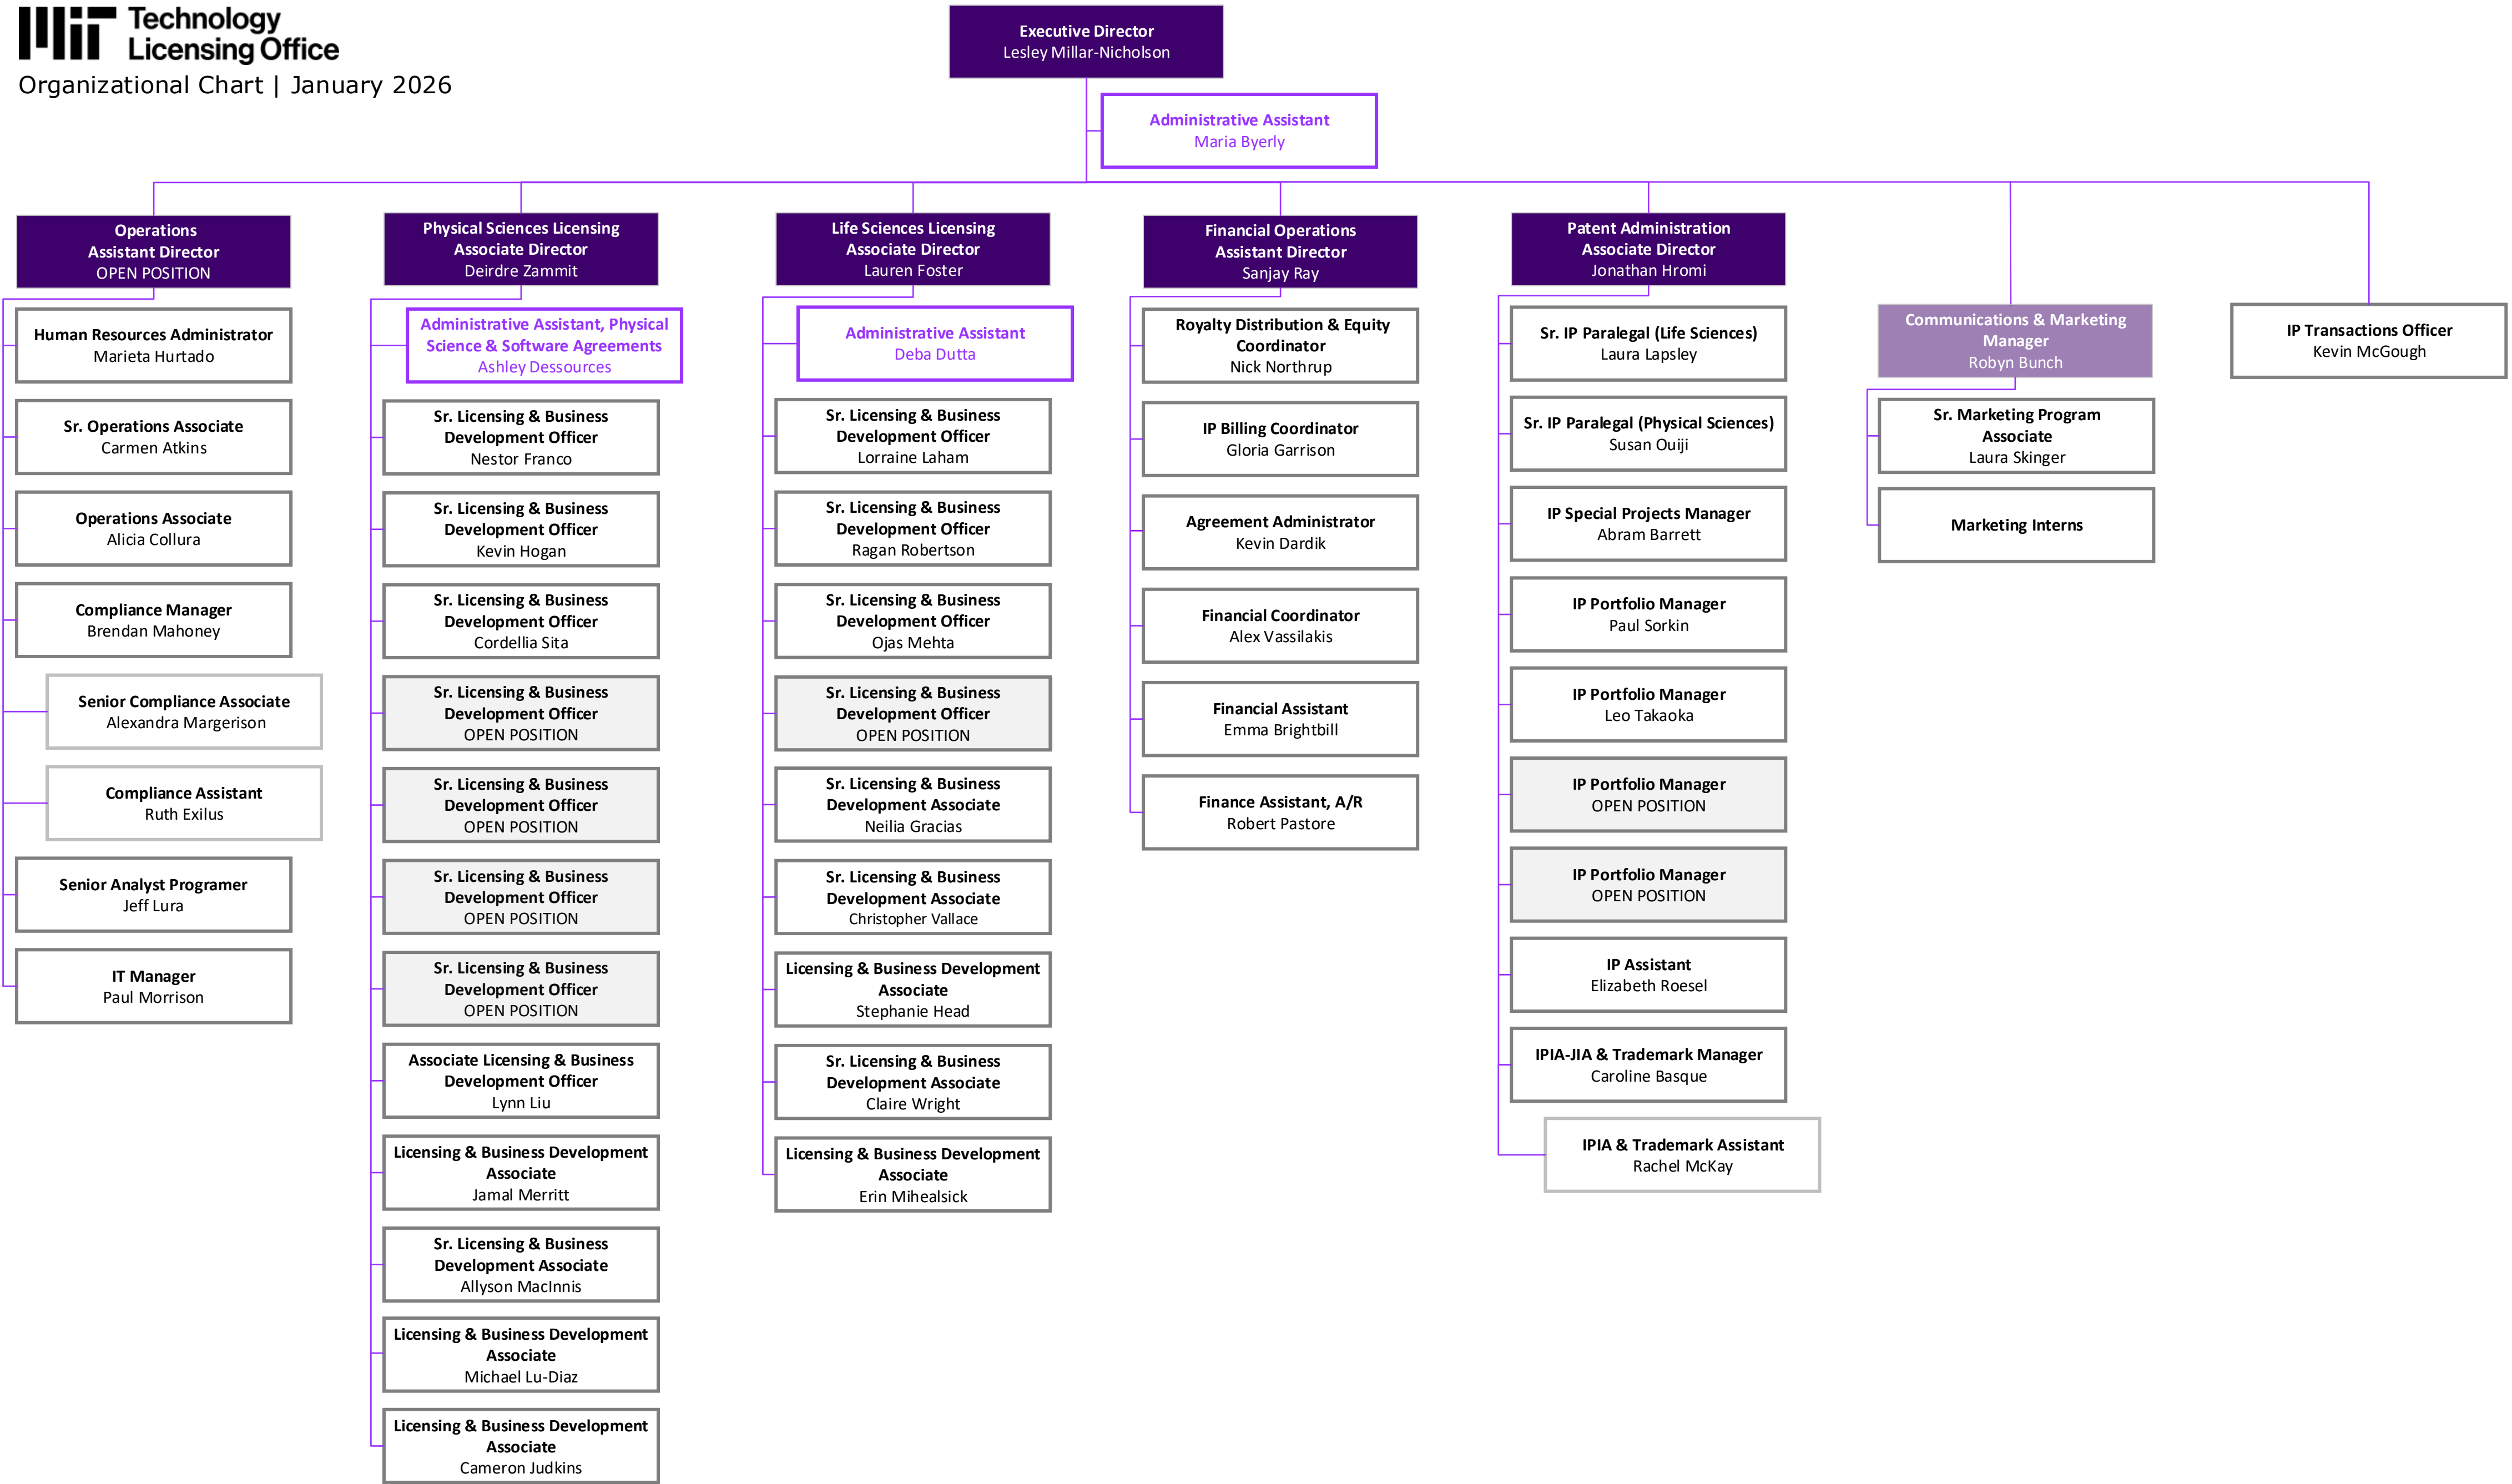 MIT Technology
Licensing Office
Organizational Chart | January 2026
Executive Director
Lesley Millar-Nicholson
Administrative Assistant
Maria Byerly
Operations
Assistant Director
OPEN POSITION
Human Resources Administrator
Marieta Hurtado
Sr. Operations Associate
Carmen Atkins
Operations Associate
Alicia Collura
Compliance Manager
Brendan Mahoney
Senior Compliance Associate
Alexandra Margerison
Compliance Assistant
Ruth Exilus
Senior Analyst Programer
Jeff Lura
IT Manager
Paul Morrison
Physical Sciences Licensing
Associate Director
Deirdre Zammit
Administrative Assistant, Physical
Science & Software Agreements
Ashley Dessources
Sr. Licensing & Business
Development Officer
Nestor Franco
Sr. Licensing & Business
Development Officer
Kevin Hogan
Sr. Licensing & Business
Development Officer
Cordellia Sita
Sr. Licensing & Business
Development Officer
OPEN POSITION
Sr. Licensing & Business
Development Officer
OPEN POSITION
Sr. Licensing & Business
Development Officer
OPEN POSITION
Sr. Licensing & Business
Development Officer
OPEN POSITION
Associate Licensing & Business
Development Officer
Lynn Liu
Licensing & Business Development
Associate
Jamal Merritt
Sr. Licensing & Business
Development Associate
Allyson MacInnis
Licensing & Business Development
Associate
Michael Lu-Diaz
Licensing & Business Development
Associate
Cameron Judkins
Life Sciences Licensing
Associate Director
Lauren Foster
Administrative Assistant
Deba Dutta
Sr. Licensing & Business
Development Officer
Lorraine Laham
Sr. Licensing & Business
Development Officer
Ragan Robertson
Sr. Licensing & Business
Development Officer
Ojas Mehta
Sr. Licensing & Business
Development Officer
OPEN POSITION
Sr. Licensing & Business
Development Associate
Neilia Gracias
Sr. Licensing & Business
Development Associate
Christopher Vallace
Licensing & Business Development
Associate
Stephanie Head
Sr. Licensing & Business
Development Associate
Claire Wright
Licensing & Business Development
Associate
Erin Mihealsick
Financial Operations
Assistant Director
Sanjay Ray
Royalty Distribution & Equity
Coordinator
Nick Northrup
IP Billing Coordinator
Gloria Garrison
Agreement Administrator
Kevin Dardik
Financial Coordinator
Alex Vassilakis
Financial Assistant
Emma Brightbill
Finance Assistant, A/R
Robert Pastore
Patent Administration
Associate Director
Jonathan Hromi
Sr. IP Paralegal (Life Sciences)
Laura Lapsley
Sr. IP Paralegal (Physical Sciences)
Susan Ouiji
IP Special Projects Manager
Abram Barrett
IP Portfolio Manager
Paul Sorkin
IP Portfolio Manager
Leo Takaoka
IP Portfolio Manager
OPEN POSITION
IP Portfolio Manager
OPEN POSITION
IP Assistant
Elizabeth Roesel
IPIA-JIA & Trademark Manager
Caroline Basque
IPIA & Trademark Assistant
Rachel McKay
Communications & Marketing
Manager
Robyn Bunch
Sr. Marketing Program
Associate
Laura Skinger
Marketing Interns
IP Transactions Officer
Kevin McGough